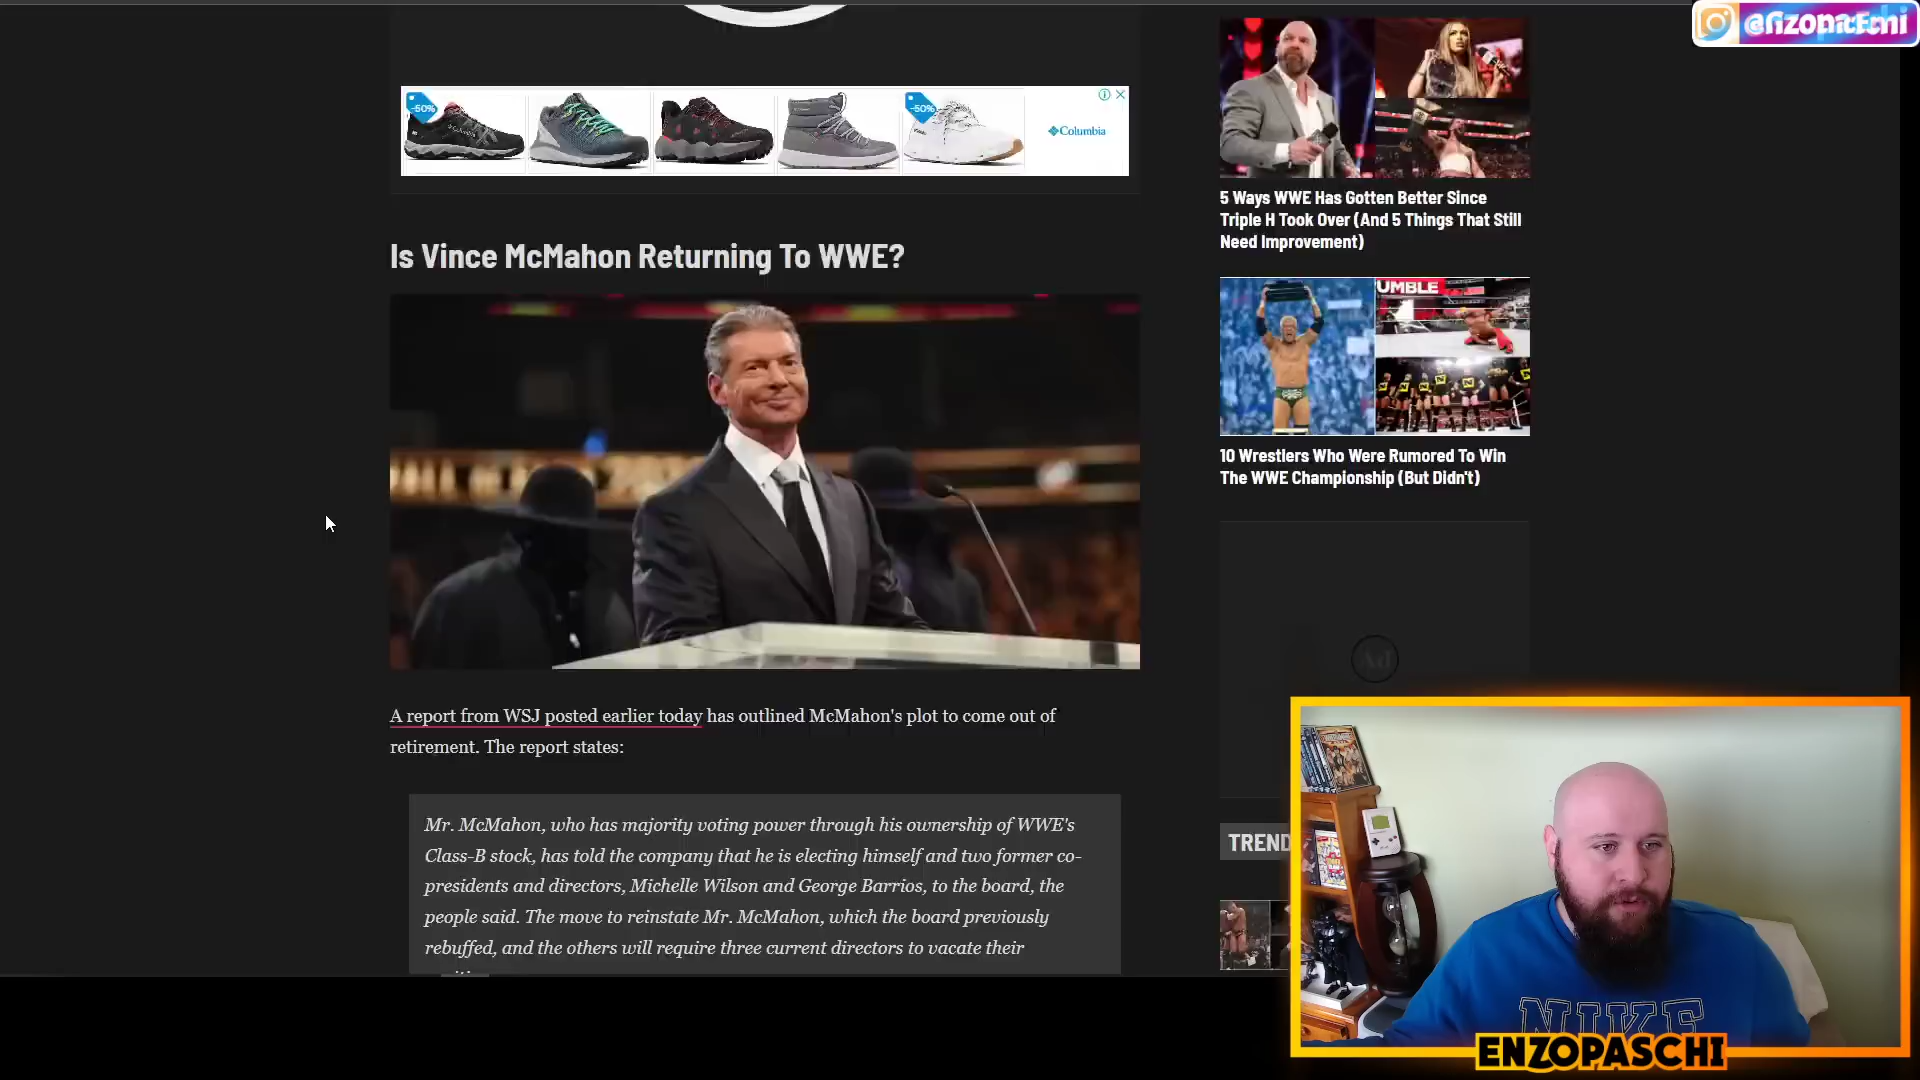 -50%
-50%
Columbia
5 Ways WWE Has Gotten Better Since
Triple H Took Over (And 5 Things That Still
Need Improvement)
Is Vince McMahon Returning To WWE?
UMBLE
10 Wrestlers Who Were Rumored To Win
The WWE Championship (But Didn't)
Ad
A report from WSJ posted earlier today has outlined McMahon's plot to come out of
retirement. The report states:
Mr. McMahon, who has majority voting power through his ownership of WWE's
Class-B stock, has told the company that he is electing himself and two former co-
presidents and directors, Michelle Wilson and George Barrios, to the board, the
people said. The move to reinstate Mr. McMahon, which the board previously
rebuffed, and the others will require three current directors to vacate their
TREND
NIKE
ENZOPASCHI